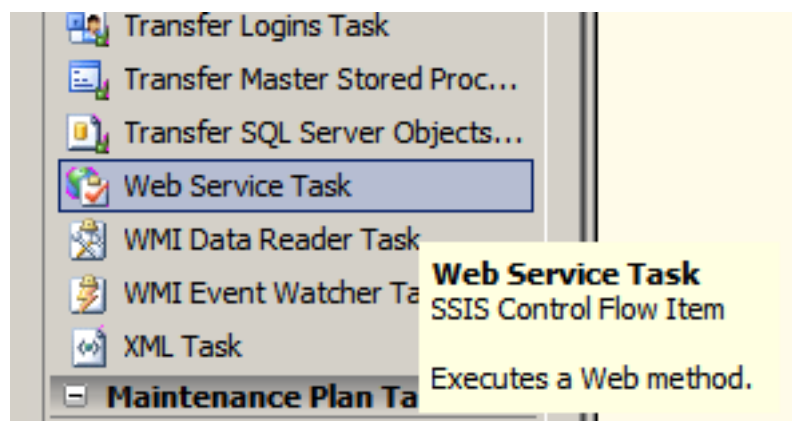 Transfer Logins Task
Transfer Master Stored Proc...
Transfer SQL Server Objects...
Web Service Task
WMI Data Reader Task
WMI Event Watcher Ta
XML Task
Maintenance Plan Ta
Web Service Task
SSIS Control Flow Item
Executes a Web method.